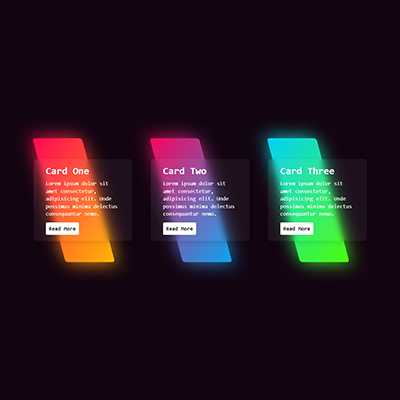 Card One
Lorem ipsum dolor sit
amet consectetur,
adipisicing elit. Unde
possimus minima delectus
consequuntur nemo.
Read More
Card Two
Lorem ipsum dolor sit
amet consectetur,
adipisicing elit. Unde
possimus minima delectus
consequuntur nemo.
Read More
Card Three
Lorem ipsum dolor sit
amet consectetur,
adipisicing elit. Unde
possimus minima delectus
consequuntur nemo.
Read More